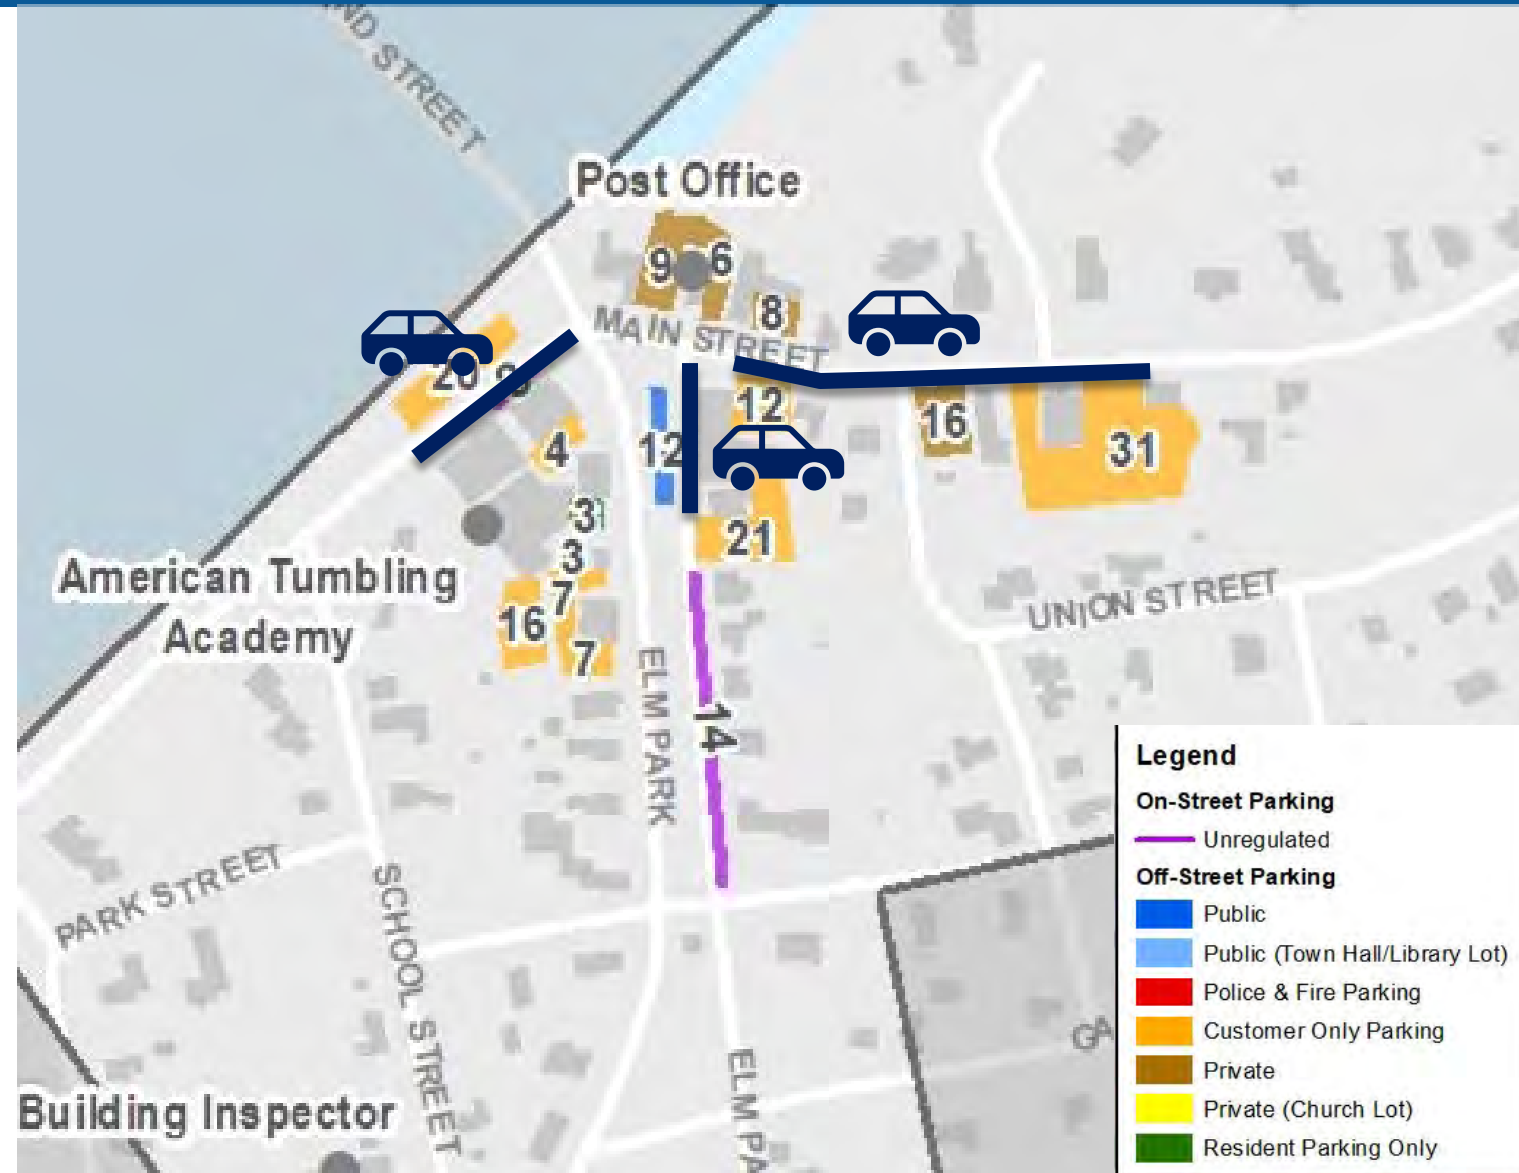 ND STREET
Post Office
9
6
8
MAIN STREET
20
12
16
31
4
12
3
21
3
American Tumbling
Academy
7
16
7
UNION STREET
ELM PARK
14
PARK STREET
SCHOOL STREET
ELM PA
GA
Building Inspector
Legend
On-Street Parking
Unregulated
Off-Street Parking
Public
Public (Town Hall/Library Lot)
Police & Fire Parking
Customer Only Parking
Private
Private (Church Lot)
Resident Parking Only